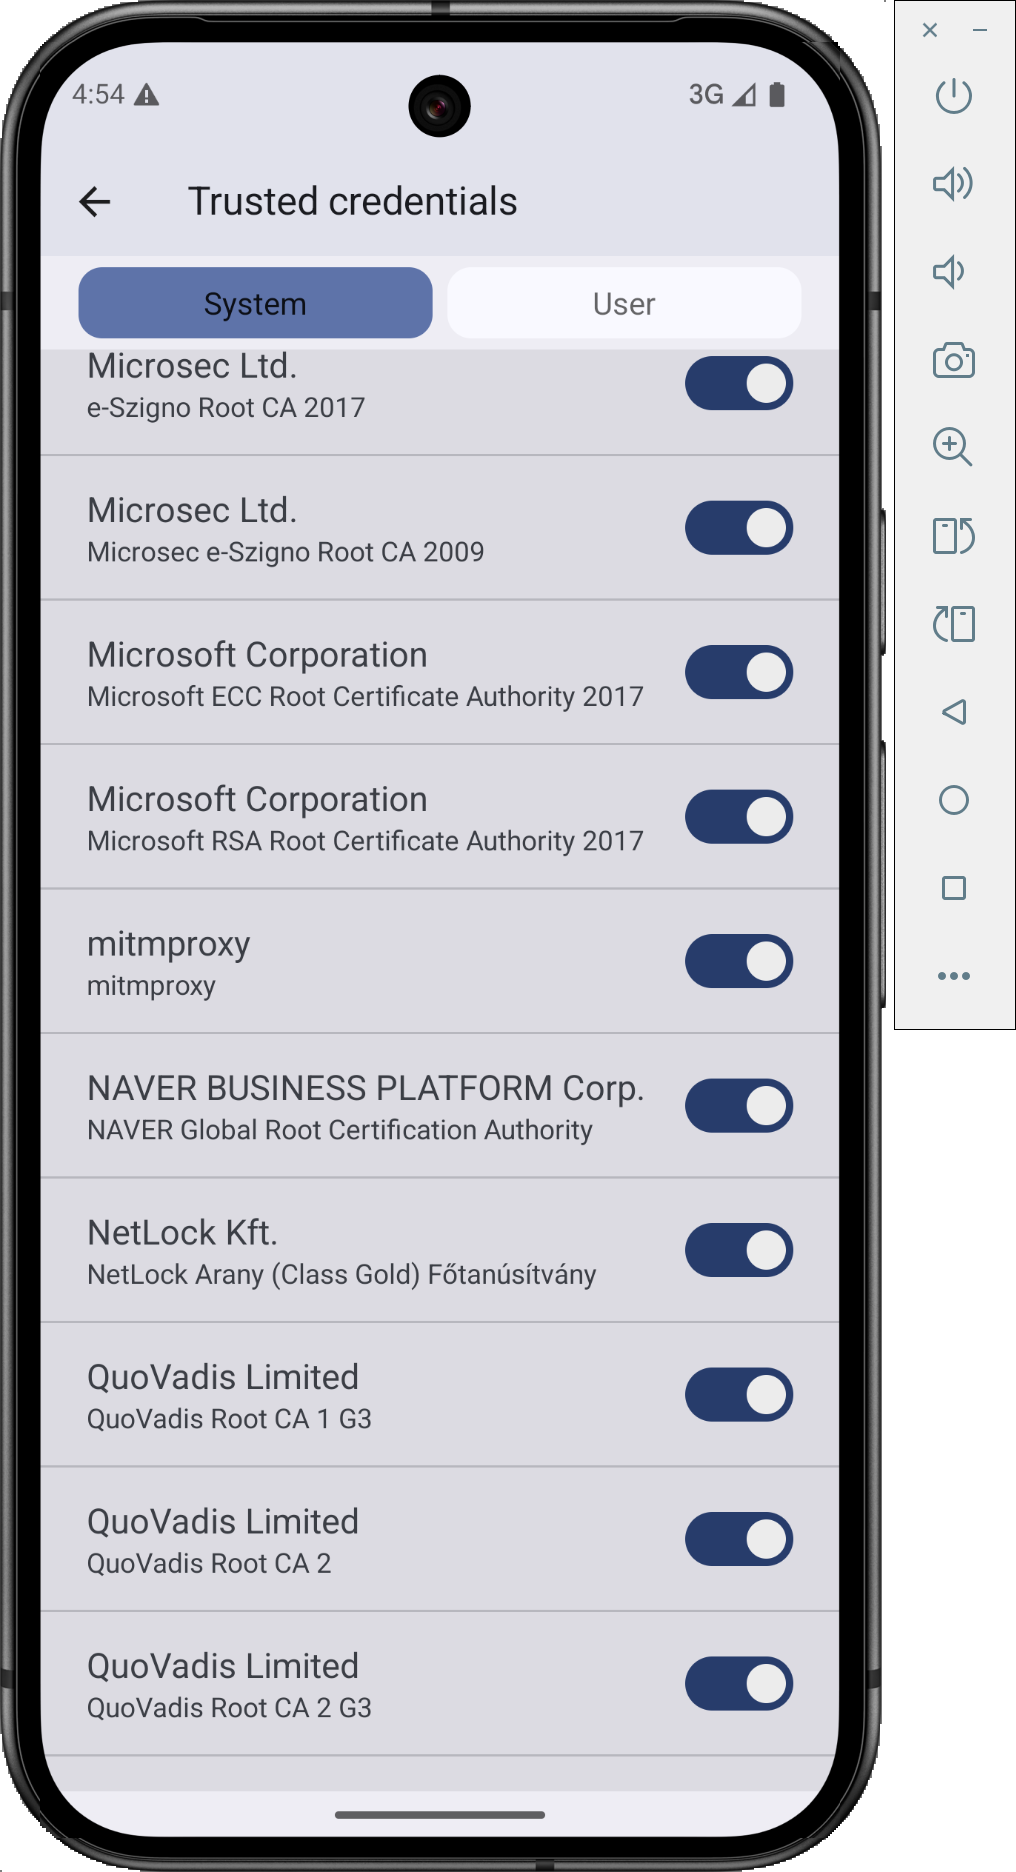 4:54
3G
Trusted credentials
System
User
Microsec Ltd.
e-Szigno Root CA 2017
Microsec Ltd.
Microsec e-Szigno Root CA 2009
Microsoft Corporation
Microsoft ECC Root Certificate Authority 2017
Microsoft Corporation
Microsoft RSA Root Certificate Authority 2017
mitmproxy
mitmproxy
NAVER BUSINESS PLATFORM Corp.
NAVER Global Root Certification Authority
NetLock Kft.
NetLock Arany (Class Gold) Főtanúsítvány
QuoVadis Limited
QuoVadis Root CA 1 G3
QuoVadis Limited
QuoVadis Root CA 2
QuoVadis Limited
QuoVadis Root CA 2 G3